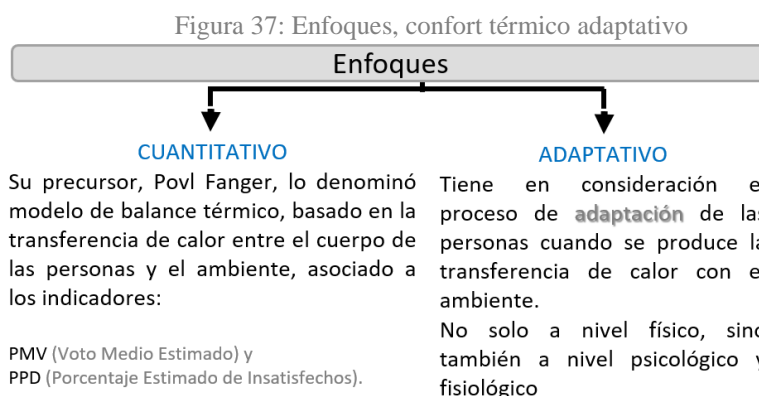 Figura 37: Enfoques, confort térmico adaptativo
Enfoques
CUANTITATIVO
Su precursor, Povl Fanger, lo denominó
modelo de balance térmico, basado en la
transferencia de calor entre el cuerpo de
las personas y el ambiente, asociado a
los indicadores:
PMV (Voto Medio Estimado) y
PPD (Porcentaje Estimado de Insatisfechos).
ADAPTATIVO
Tiene en consideración e
proceso de adaptación de las
personas cuando se produce la
transferencia de calor con e
ambiente.
No solo a nivel físico, sino
también a nivel psicológico y
fisiológico